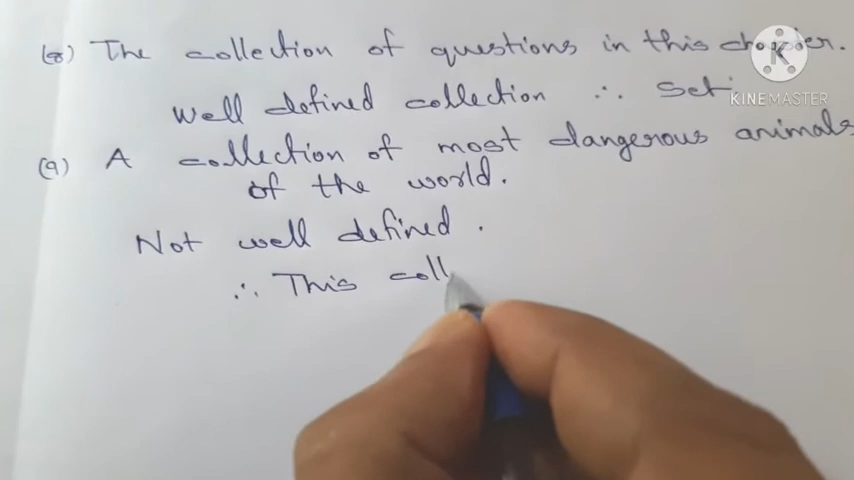 (8) The collection of questions in this chapter.
Well defined collection ∴ Set.
(9) A collection of most dangerous animals
of the world.
Not well defined.
∴ This coll
KINEMASTER